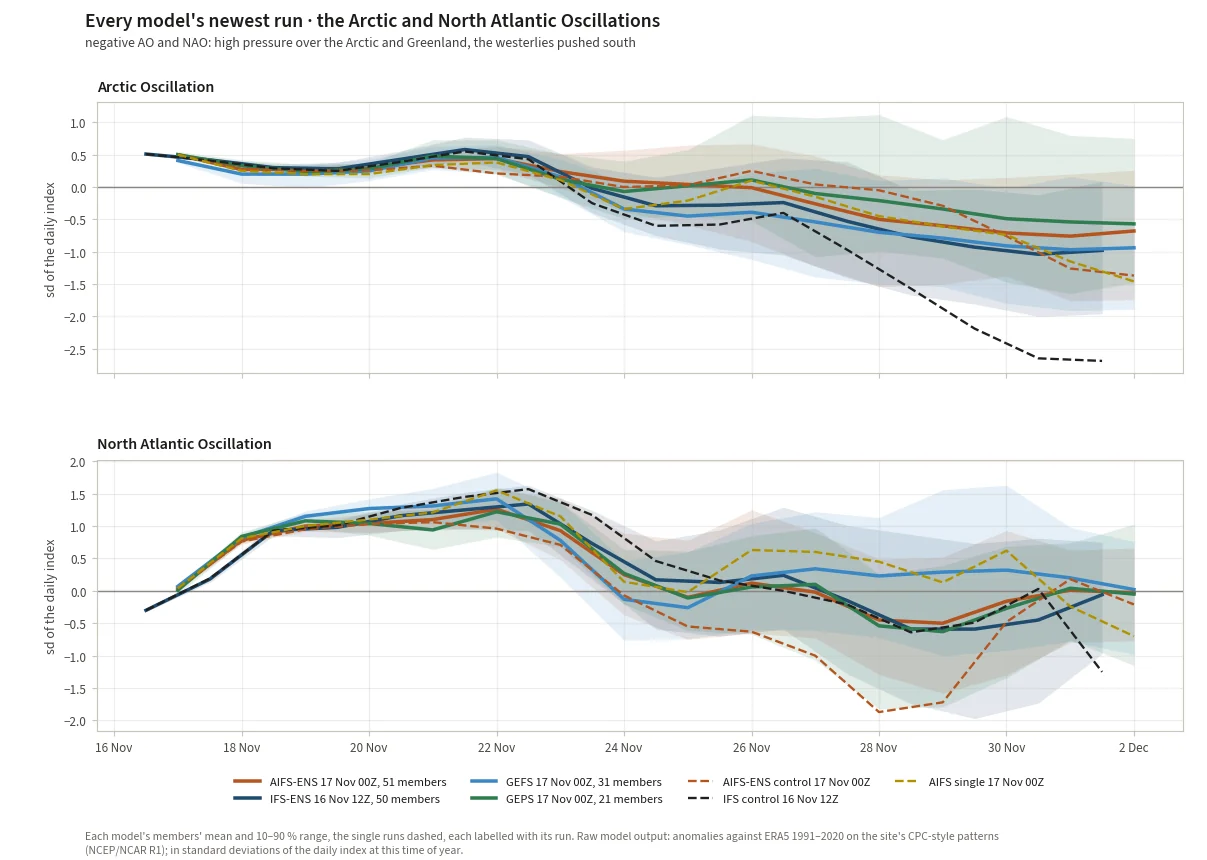 Every model's newest run · the Arctic and North Atlantic Oscillations
negative AO and NAO: high pressure over the Arctic and Greenland, the westerlies pushed south
Arctic Oscillation
sd of the daily index
1.0
0.5
0.0
−0.5
−1.0
−1.5
−2.0
−2.5
North Atlantic Oscillation
sd of the daily index
2.0
1.5
1.0
0.5
0.0
−0.5
−1.0
−1.5
−2.0
16 Nov 18 Nov 20 Nov 22 Nov 24 Nov 26 Nov 28 Nov 30 Nov 2 Dec
AIFS-ENS 17 Nov 00Z, 51 members GEFS 17 Nov 00Z, 31 members AIFS-ENS control 17 Nov 00Z AIFS single 17 Nov 00Z
IFS-ENS 16 Nov 12Z, 50 members GEPS 17 Nov 00Z, 21 members IFS control 16 Nov 12Z
Each model's members' mean and 10–90 % range, the single runs dashed, each labelled with its run. Raw model output: anomalies against ERA5 1991–2020 on the site's CPC-style patterns
(NCEP/NCAR R1); in standard deviations of the daily index at this time of year.